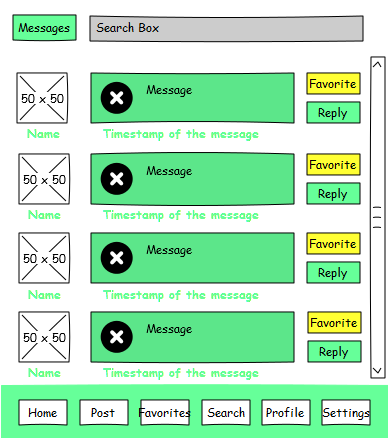 Messages Search Box
50 x 50 Message Favorite
Reply
Name Timestamp of the message
50 x 50 Message Favorite
Reply
Name Timestamp of the message
50 x 50 Message Favorite
Reply
Name Timestamp of the message
50 x 50 Message Favorite
Reply
Name Timestamp of the message
Home Post Favorites Search Profile Settings